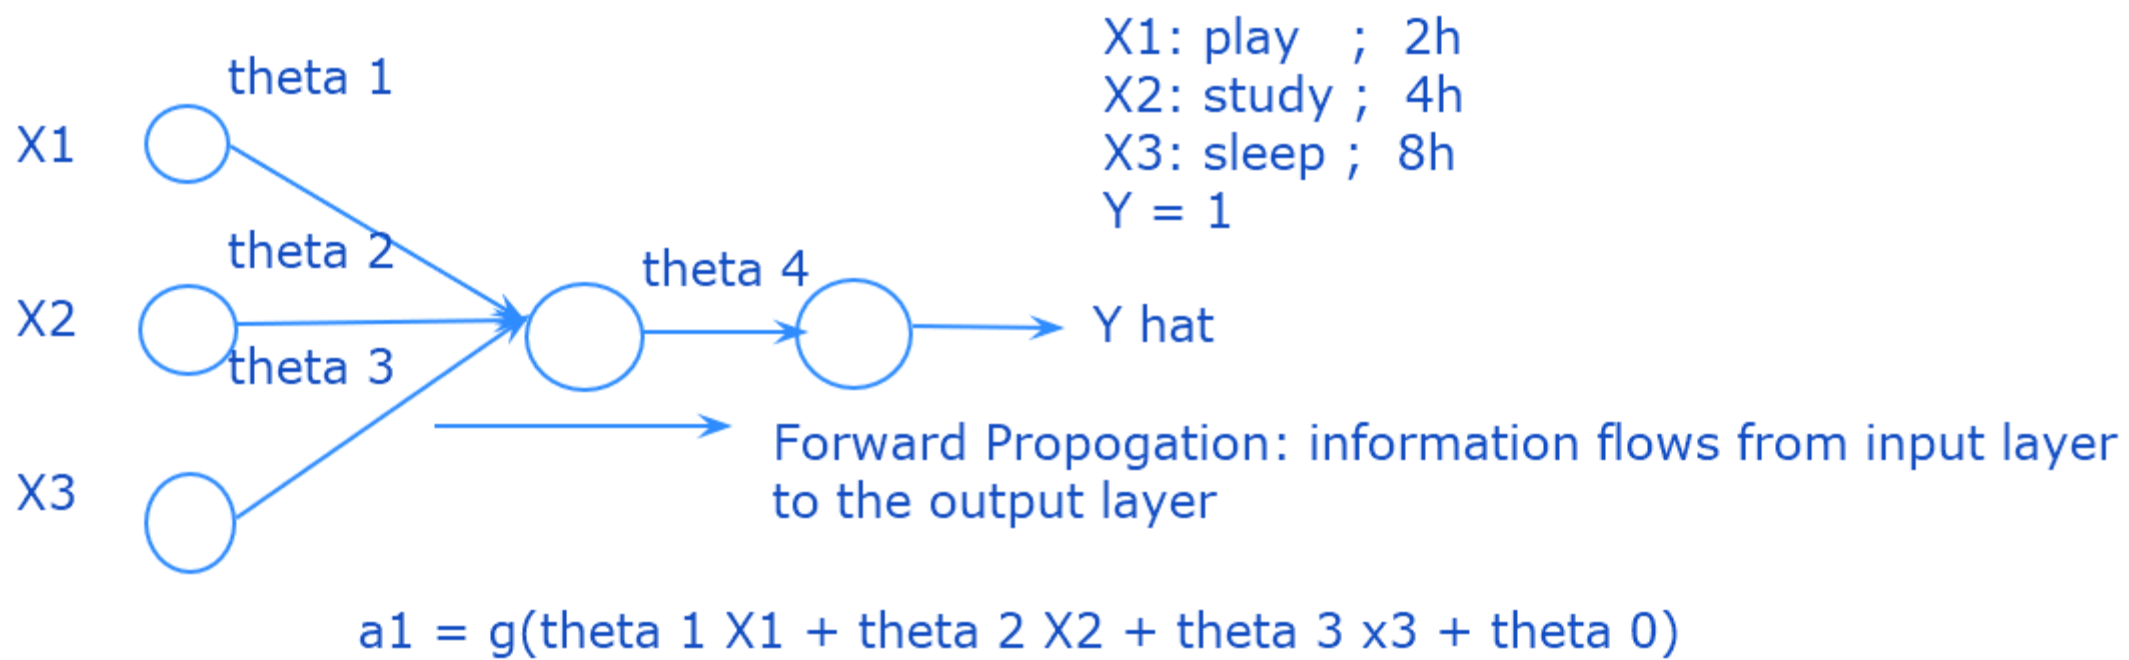 X1: play ; 2h
theta 1
X2: study ; 4h
X1
X3: sleep ; 8h
Y = 1
theta 2
theta 4
X2
Y hat
theta 3
Forward Propogation: information flows from input layer
to the output layer
X3
a1 = g(theta 1 X1 + theta 2 X2 + theta 3 x3 + theta 0)